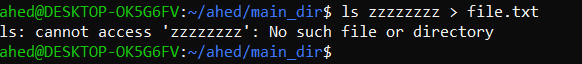 ahed@DESKTOP-OK5G6FV:~/ahed/main_dir$ ls zzzzzzzz > file.txt
ls: cannot access 'zzzzzzzz': No such file or directory
ahed@DESKTOP-OK5G6FV:~/ahed/main_dir$